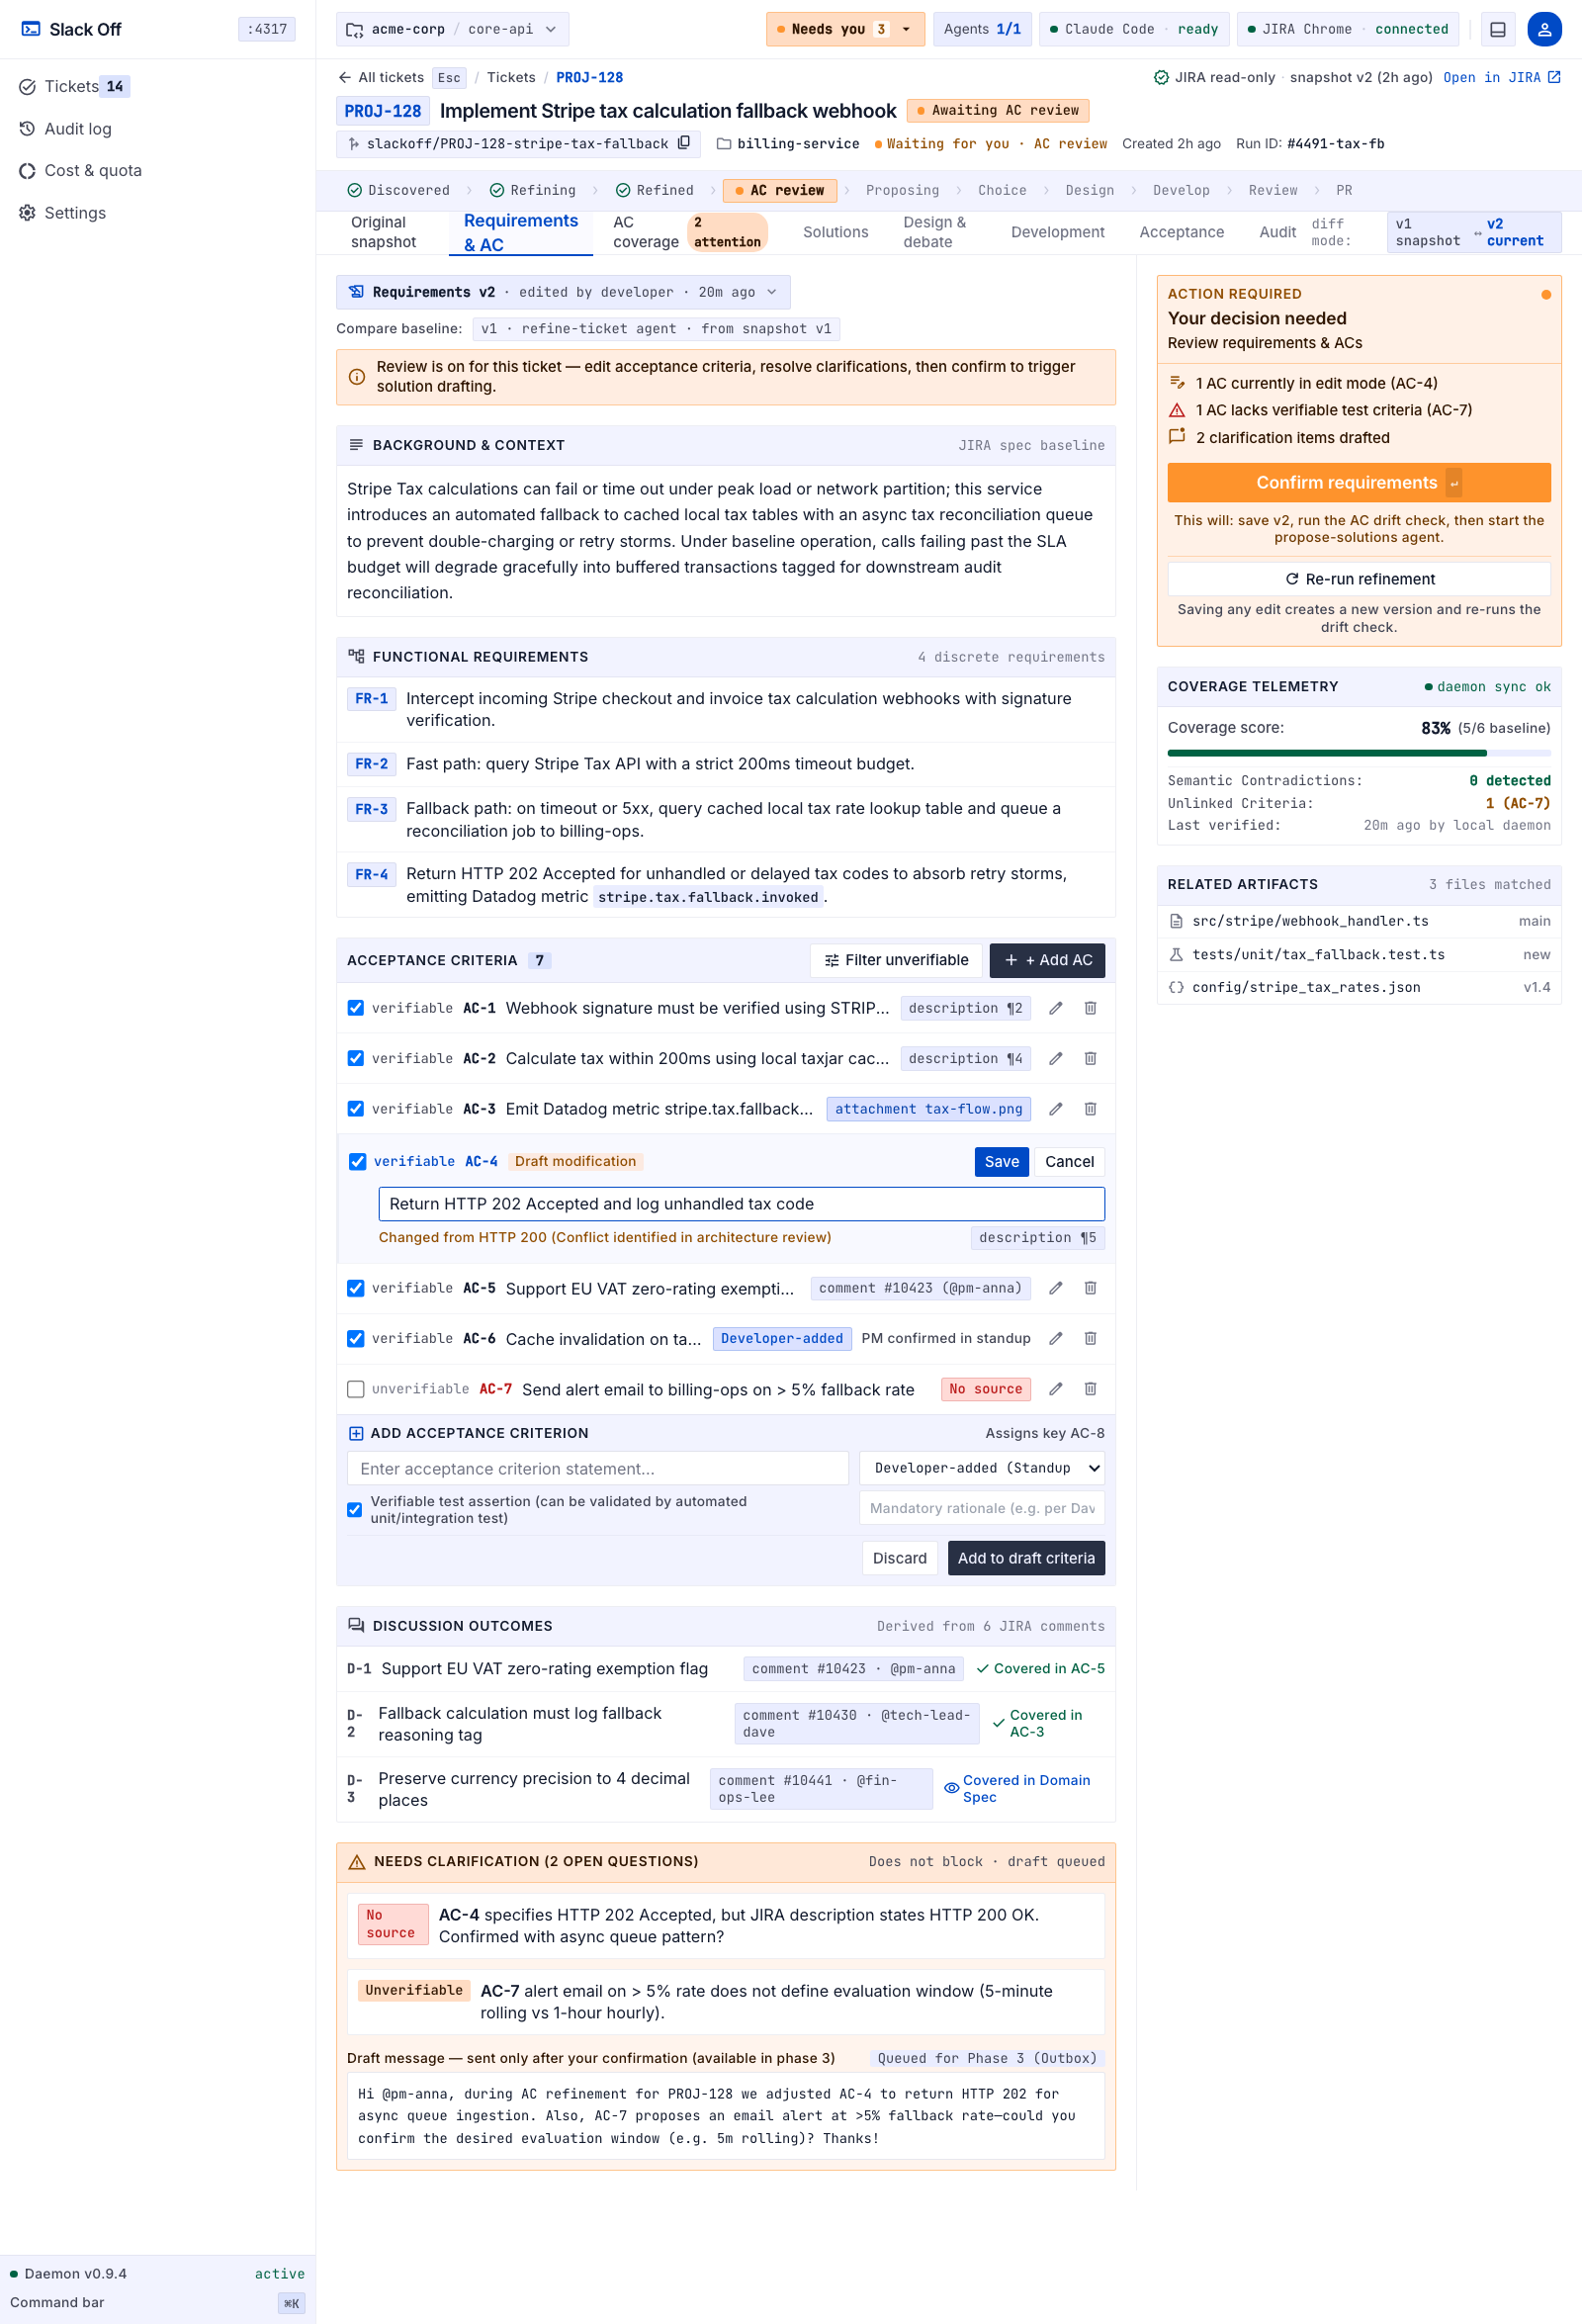 Slack Off
:4317
acme-corp / core-api
Needs you 3
Agents 1/1
Claude Code · ready
JIRA Chrome · connected
Tickets 14
Audit log
Cost & quota
Settings
All tickets Esc / Tickets / PROJ-128
JIRA read-only · snapshot v2 (2h ago) Open in JIRA
PROJ-128 Implement Stripe tax calculation fallback webhook
Awaiting AC review
slackoff/PROJ-128-stripe-tax-fallback
billing-service
Waiting for you · AC review
Created 2h ago
Run ID: #4491-tax-fb
Discovered
Refining
Refined
AC review
Proposing
Choice
Design
Develop
Review
PR
Original
snapshot
Requirements
& AC
AC
coverage
2
attention
Solutions
Design &
debate
Development
Acceptance
Audit
diff
mode:
v1
snapshot
↔
v2
current
Requirements v2 · edited by developer · 20m ago
Compare baseline: v1 · refine-ticket agent · from snapshot v1
Review is on for this ticket — edit acceptance criteria, resolve clarifications, then confirm to trigger
solution drafting.
BACKGROUND & CONTEXT
JIRA spec baseline
Stripe Tax calculations can fail or time out under peak load or network partition; this service
introduces an automated fallback to cached local tax tables with an async tax reconciliation queue
to prevent double-charging or retry storms. Under baseline operation, calls failing past the SLA
budget will degrade gracefully into buffered transactions tagged for downstream audit
reconciliation.
FUNCTIONAL REQUIREMENTS
4 discrete requirements
FR-1 Intercept incoming Stripe checkout and invoice tax calculation webhooks with signature
verification.
FR-2 Fast path: query Stripe Tax API with a strict 200ms timeout budget.
FR-3 Fallback path: on timeout or 5xx, query cached local tax rate lookup table and queue a
reconciliation job to billing-ops.
FR-4 Return HTTP 202 Accepted for unhandled or delayed tax codes to absorb retry storms,
emitting Datadog metric stripe.tax.fallback.invoked.
ACCEPTANCE CRITERIA 7
Filter unverifiable
+ Add AC
verifiable AC-1 Webhook signature must be verified using STRIP... description ¶2
verifiable AC-2 Calculate tax within 200ms using local taxjar cac... description ¶4
verifiable AC-3 Emit Datadog metric stripe.tax.fallback... attachment tax-flow.png
verifiable AC-4 Draft modification Save Cancel
Return HTTP 202 Accepted and log unhandled tax code
Changed from HTTP 200 (Conflict identified in architecture review) description ¶5
verifiable AC-5 Support EU VAT zero-rating exempti... comment #10423 (@pm-anna)
verifiable AC-6 Cache invalidation on ta... Developer-added PM confirmed in standup
unverifiable AC-7 Send alert email to billing-ops on > 5% fallback rate No source
ADD ACCEPTANCE CRITERION
Assigns key AC-8
Enter acceptance criterion statement...
Developer-added (Standup
Verifiable test assertion (can be validated by automated
unit/integration test)
Mandatory rationale (e.g. per Dav
Discard
Add to draft criteria
DISCUSSION OUTCOMES
Derived from 6 JIRA comments
D-1 Support EU VAT zero-rating exemption flag comment #10423 · @pm-anna Covered in AC-5
D-
2
Fallback calculation must log fallback
reasoning tag
comment #10430 · @tech-lead-
dave
Covered in
AC-3
D-
3
Preserve currency precision to 4 decimal
places
comment #10441 · @fin-
ops-lee
Covered in Domain
Spec
NEEDS CLARIFICATION (2 OPEN QUESTIONS)
Does not block · draft queued
No
source
AC-4 specifies HTTP 202 Accepted, but JIRA description states HTTP 200 OK.
Confirmed with async queue pattern?
Unverifiable
AC-7 alert email on > 5% rate does not define evaluation window (5-minute
rolling vs 1-hour hourly).
Draft message — sent only after your confirmation (available in phase 3)
Queued for Phase 3 (Outbox)
Hi @pm-anna, during AC refinement for PROJ-128 we adjusted AC-4 to return HTTP 202 for
async queue ingestion. Also, AC-7 proposes an email alert at >5% fallback rate—could you
confirm the desired evaluation window (e.g. 5m rolling)? Thanks!
ACTION REQUIRED
Your decision needed
Review requirements & ACs
1 AC currently in edit mode (AC-4)
1 AC lacks verifiable test criteria (AC-7)
2 clarification items drafted
Confirm requirements ↵
This will: save v2, run the AC drift check, then start the
propose-solutions agent.
Re-run refinement
Saving any edit creates a new version and re-runs the
drift check.
COVERAGE TELEMETRY
daemon sync ok
Coverage score: 83% (5/6 baseline)
Semantic Contradictions: 0 detected
Unlinked Criteria: 1 (AC-7)
Last verified: 20m ago by local daemon
RELATED ARTIFACTS
3 files matched
src/stripe/webhook_handler.ts main
tests/unit/tax_fallback.test.ts new
config/stripe_tax_rates.json v1.4
Daemon v0.9.4 active
Command bar ⌘K